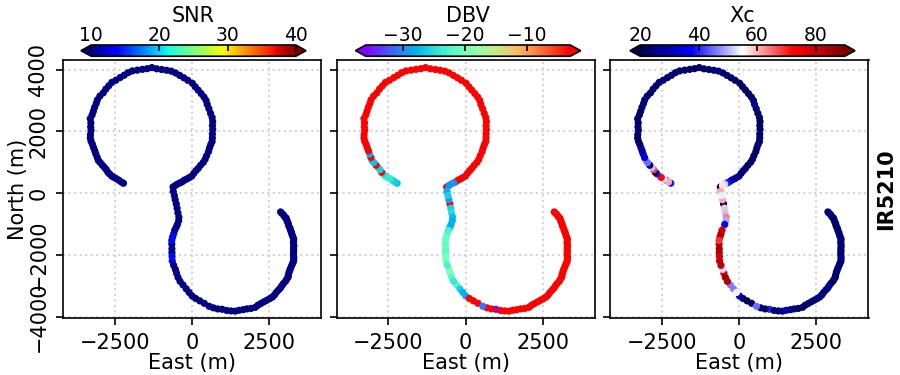 SNR DBV Xc
10 20 30 40 −30 −20 −10 20 40 60 80
4000
2000
0
−2000
−4000
North (m)
−2500 0 2500 −2500 0 2500 −2500 0 2500
East (m) East (m) East (m)
IR5210